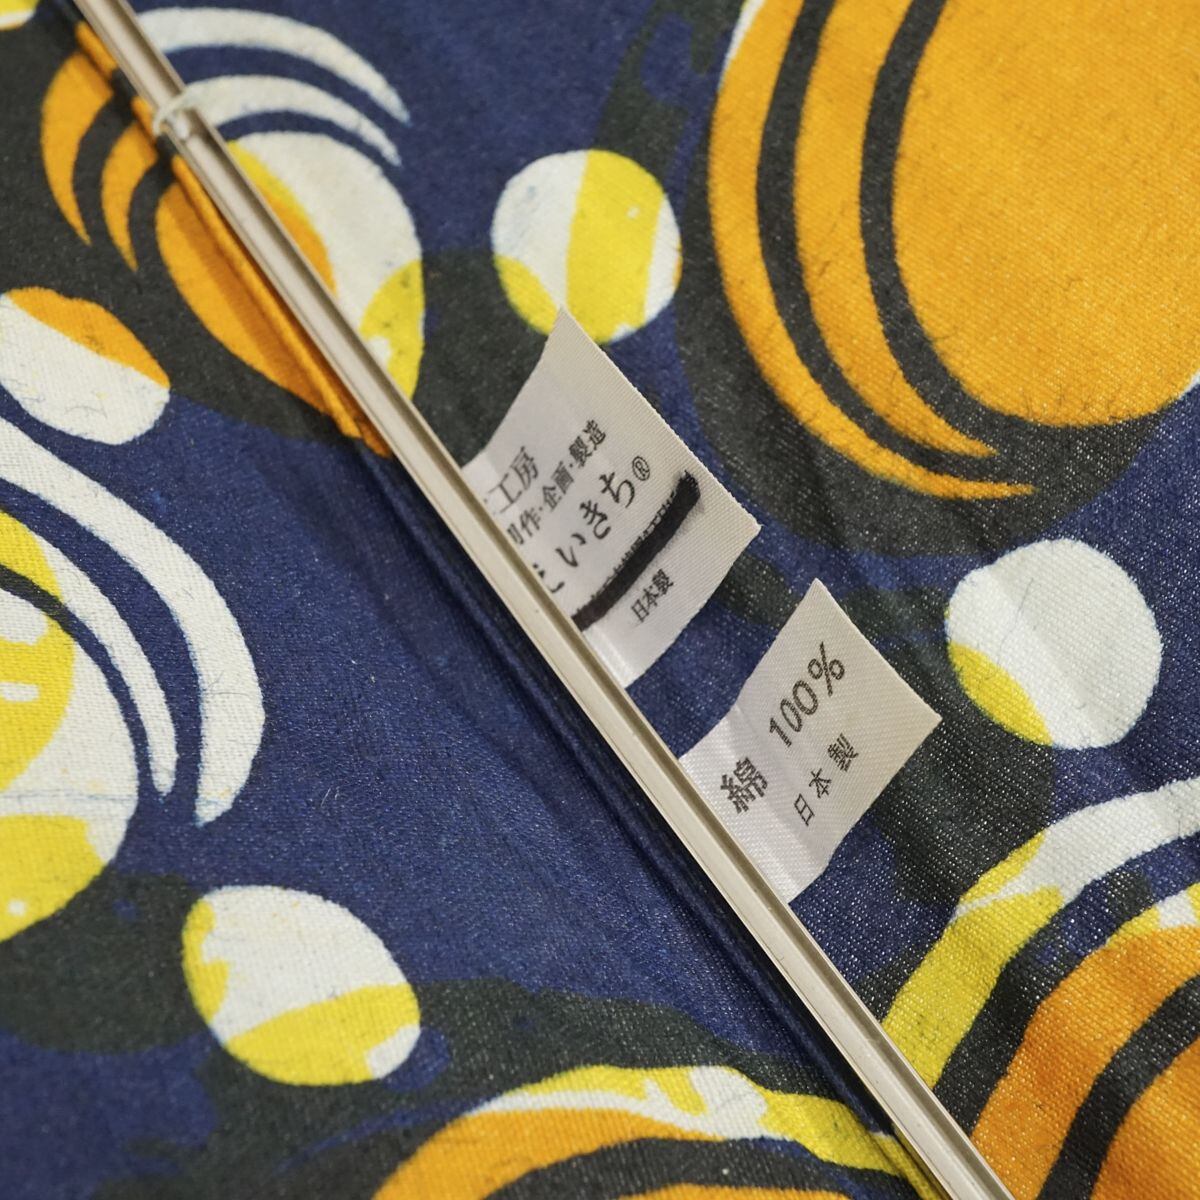 工房
作・企画・製造
いきち®
日本製
綿 100%
日本製